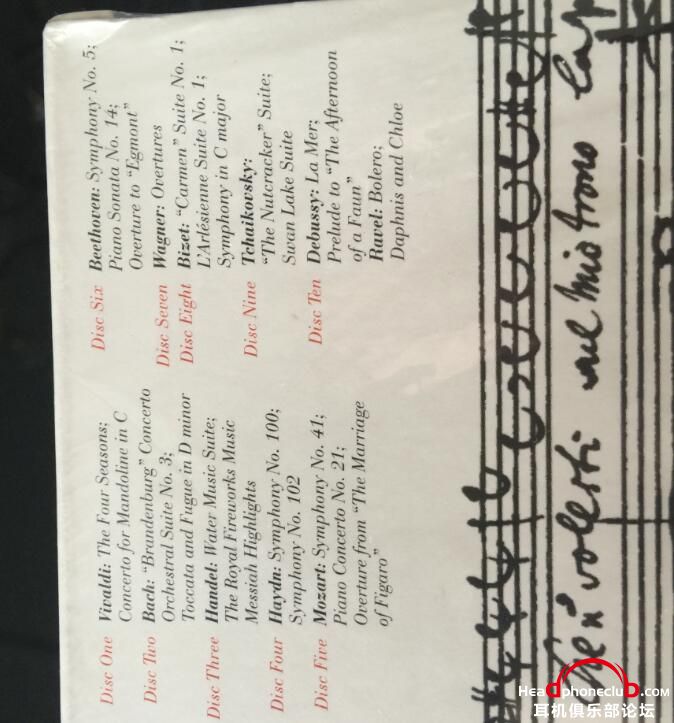 Disc One Vivaldi: The Four Seasons;
Concerto for Mandoline in C
Disc Two Bach: "Brandenburg" Concerto
Orchestral Suite No. 3;
Toccata and Fugue in D minor
Disc Three Handel: Water Music Suite;
The Royal Fireworks Music
Messiah Highlights
Disc Four Haydn: Symphony No. 100;
Symphony No. 102
Disc Five Mozart: Symphony No. 41;
Piano Concerto No. 21;
Overture from "The Marriage
of Figaro"
Disc Six Beethoven: Symphony No. 5;
Piano Sonata No. 14;
Overture to "Egmont"
Disc Seven Wagner: Overtures
Disc Eight Bizet: "Carmen" Suite No. 1;
L'Arlésienne Suite No. 1;
Symphony in C major
Disc Nine Tchaikovsky:
"The Nutcracker" Suite;
Swan Lake Suite
Disc Ten Debussy: La Mer;
Prelude to "The Afternoon
of a Faun"
Ravel: Bolero;
Daphnis and Chloe
volesti
mio trono
Headphoneclub.com
耳机俱乐部论坛